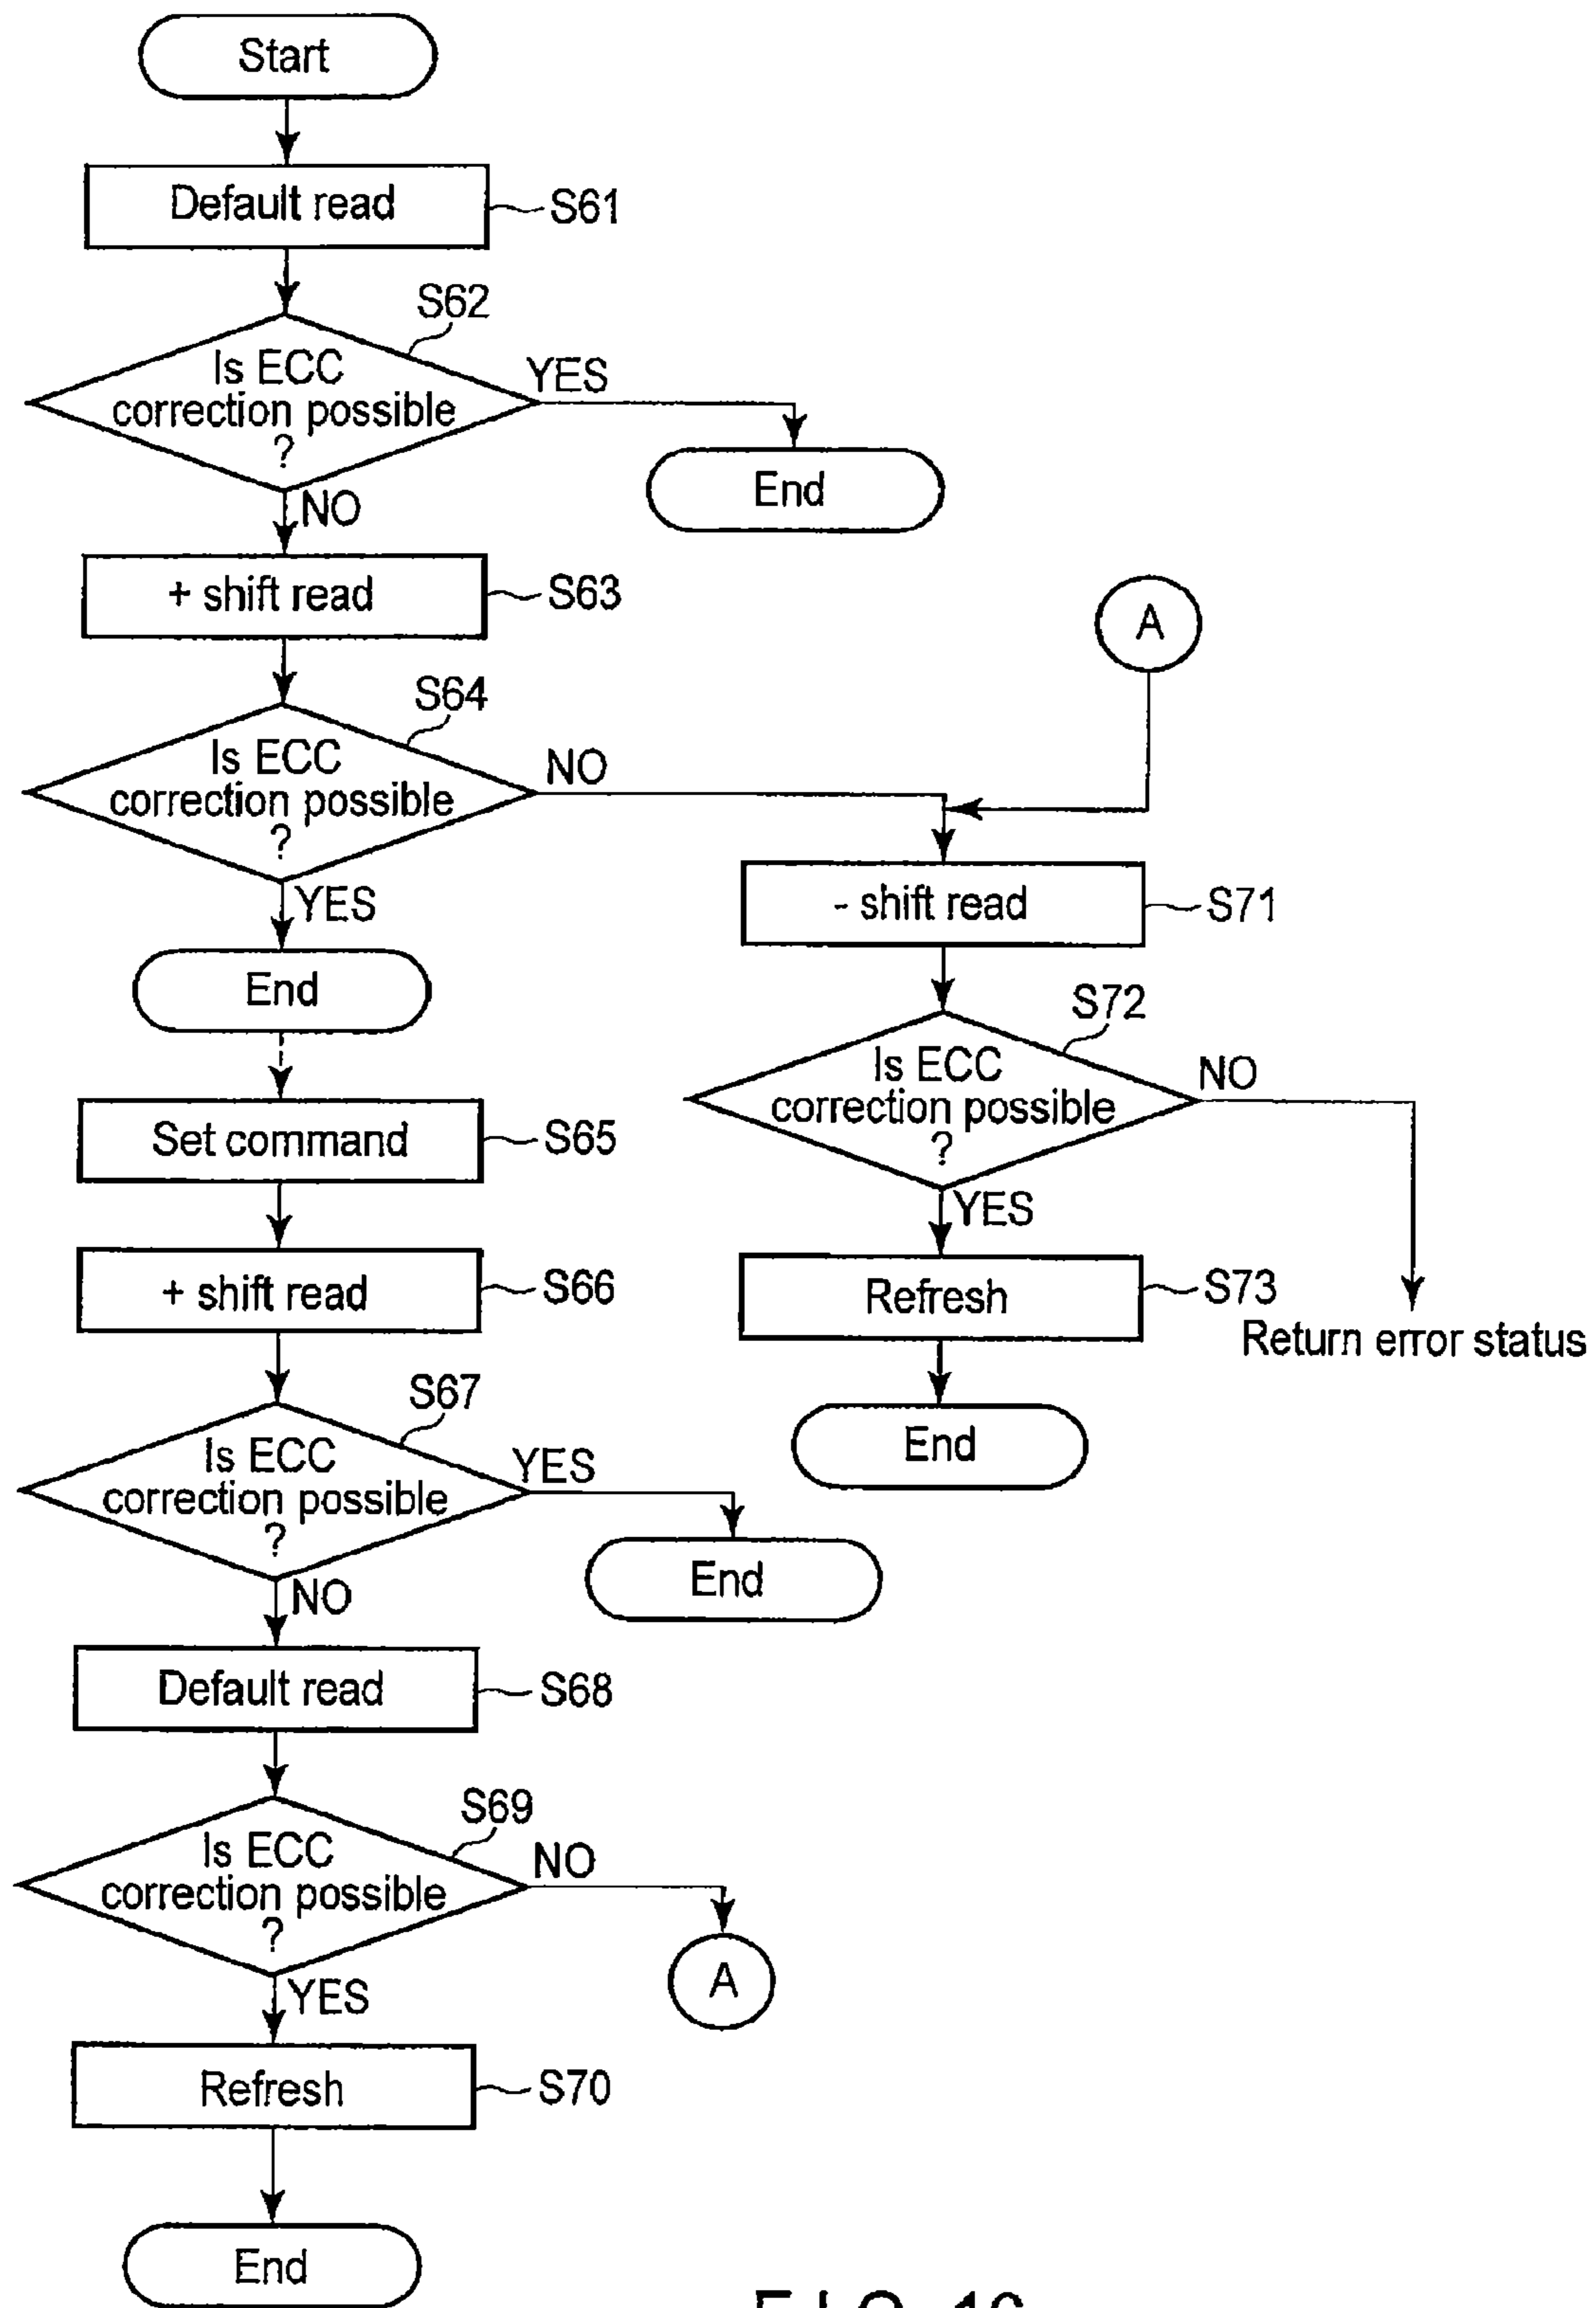 Start
Default read
S61
S62
Is ECC
correction possible
?
YES
End
NO
+ shift read
S63
A
S64
Is ECC
correction possible
?
NO
YES
End
- shift read
S71
S72
Is ECC
correction possible
?
NO
YES
Refresh
S73
Return error status
End
Set command
S65
+ shift read
S66
S67
Is ECC
correction possible
?
YES
End
NO
Default read
S68
S69
Is ECC
correction possible
?
NO
A
YES
Refresh
S70
End